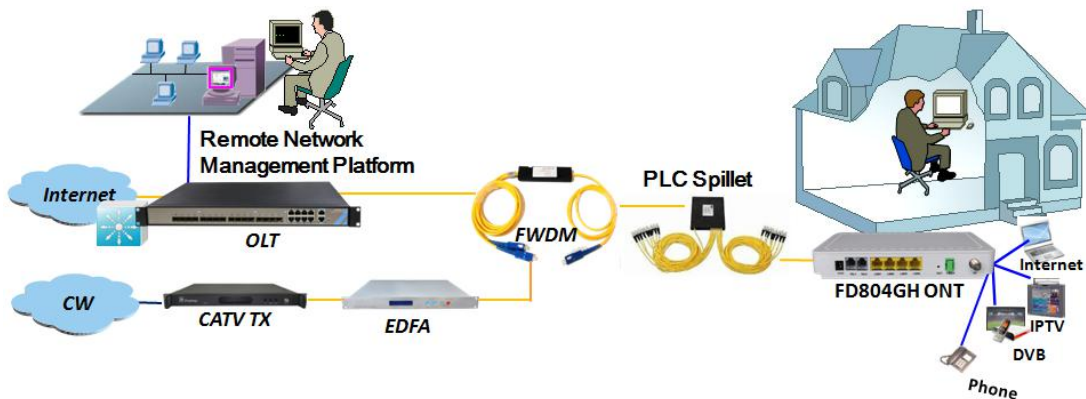 Remote Network
Management Platform
Internet
OLT
FWDM
PLC Spillet
CW
CATV TX
EDFA
FD804GH ONT
Internet
IPTV
DVB
Phone